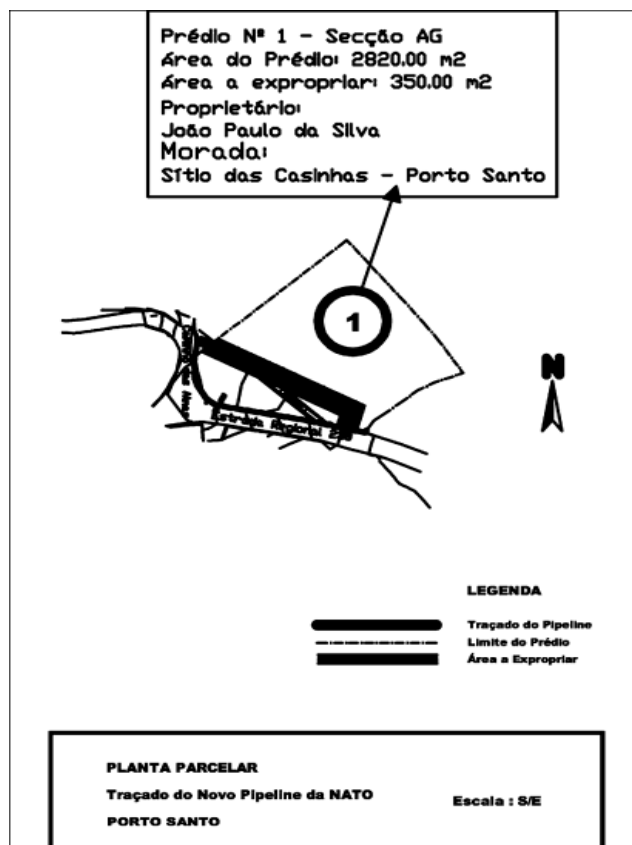 Prédio Nº 1 - Secção AG
Área do Prédio: 2820.00 m2
Área a expropriar: 350.00 m2
Proprietário:
João Paulo da Silva
Morada:
Sítio das Casinhas - Porto Santo
1
N
Estrada Regional
LEGENDA
Traçado do Pipeline
Limite do Prédio
Área a Expropriar
PLANTA PARCELAR
Traçado do Novo Pipeline da NATO
Escala : S/E
PORTO SANTO